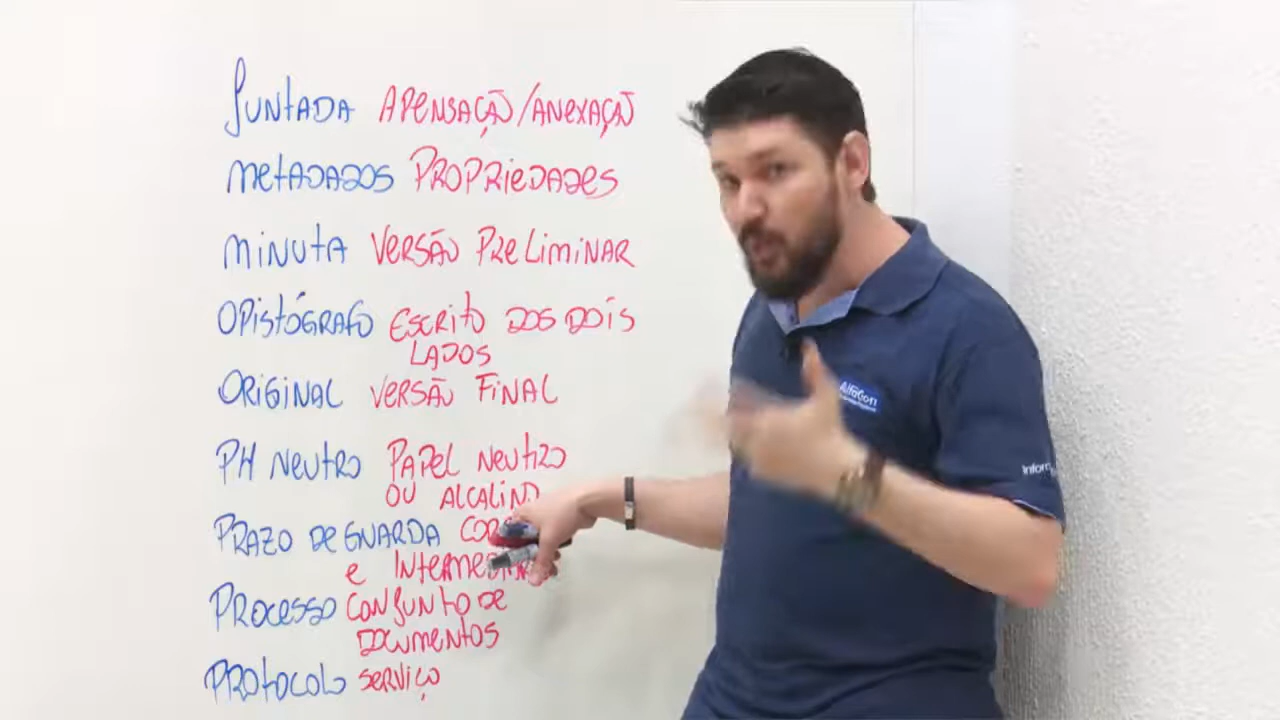 JUNTADA APENSAÇÃO/ANEXAÇÃO
METADADOS PROPRIEDADES
MINUTA VERSÃO PRELIMINAR
OPISTÓGRAFO ESCRITO DOS DOIS
LADOS
ORIGINAL VERSÃO FINAL
PH NEUTRO PAPEL NEUTRO
OU ALCALINO
PRAZO DE GUARDA
e
PROCESSO CONJUNTO DE
DOCUMENTOS
PROTOCOLO SERVIÇO
AlfaCon